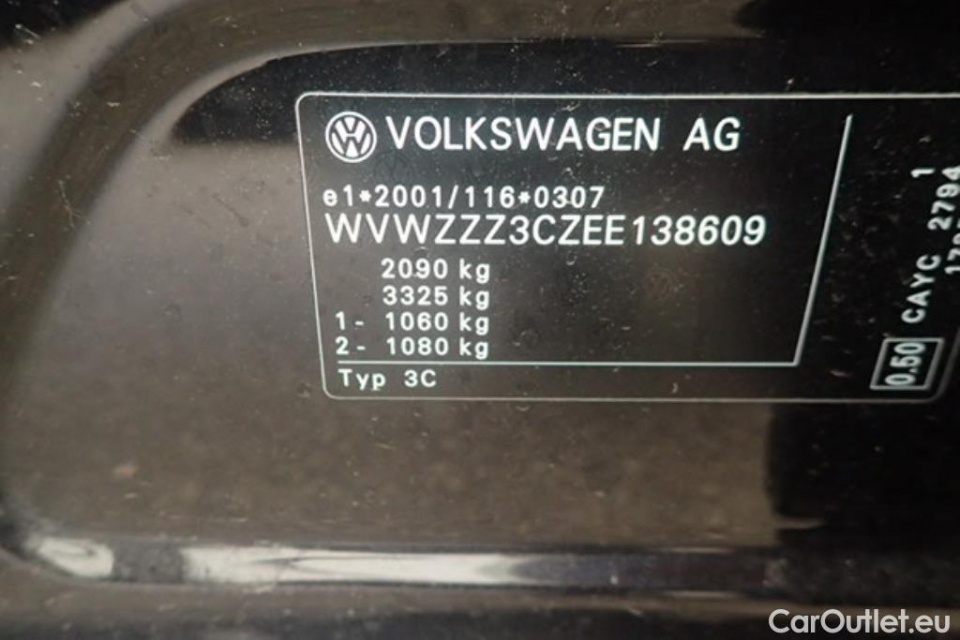 VOLKSWAGEN AG
e1*2001/116*0307
WVWZZZ3CZEE138609
2090 kg
3325 kg
1- 1060 kg
2- 1080 kg
Typ 3C
1
CAYC 2794
0.50
CarOutlet.eu